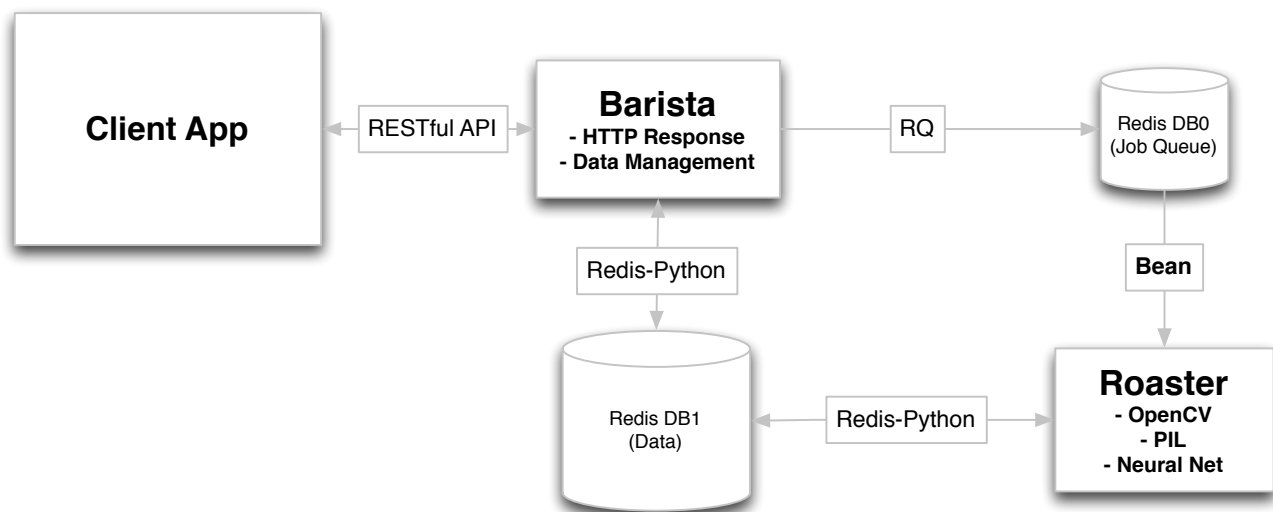 Client App
RESTful API
Barista
- HTTP Response
- Data Management
RQ
Redis DB0
(Job Queue)
Redis-Python
Bean
Redis DB1
(Data)
Redis-Python
Roaster
- OpenCV
- PIL
- Neural Net